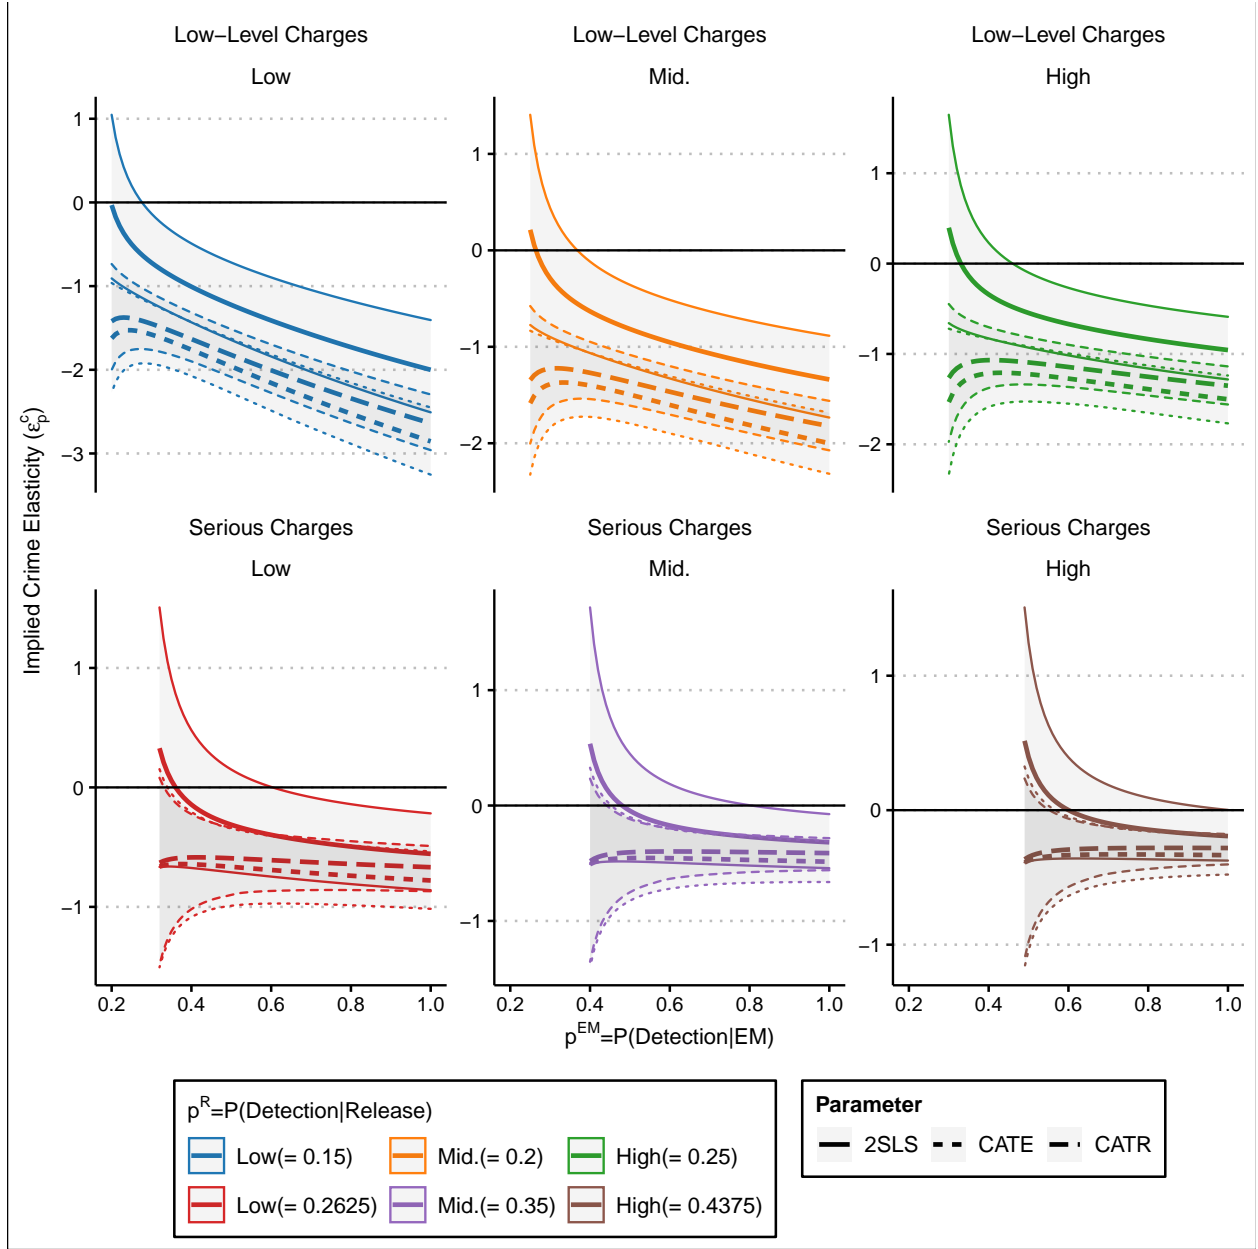 Low−Level Charges Low−Level Charges Low−Level Charges
Low Mid. High
1
0
−1
−2
−3
1
0
−1
−2
1
0
−1
−2
Implied Crime Elasticity (ε_p^c)
Serious Charges Serious Charges Serious Charges
Low Mid. High
1
0
−1
1
0
−1
1
0
−1
0.2 0.4 0.6 0.8 1.0 0.2 0.4 0.6 0.8 1.0 0.2 0.4 0.6 0.8 1.0
p^EM=P(Detection|EM)
p^R=P(Detection|Release)
Low(= 0.15) Mid.(= 0.2) High(= 0.25)
Low(= 0.2625) Mid.(= 0.35) High(= 0.4375)
Parameter
2SLS CATE CATR